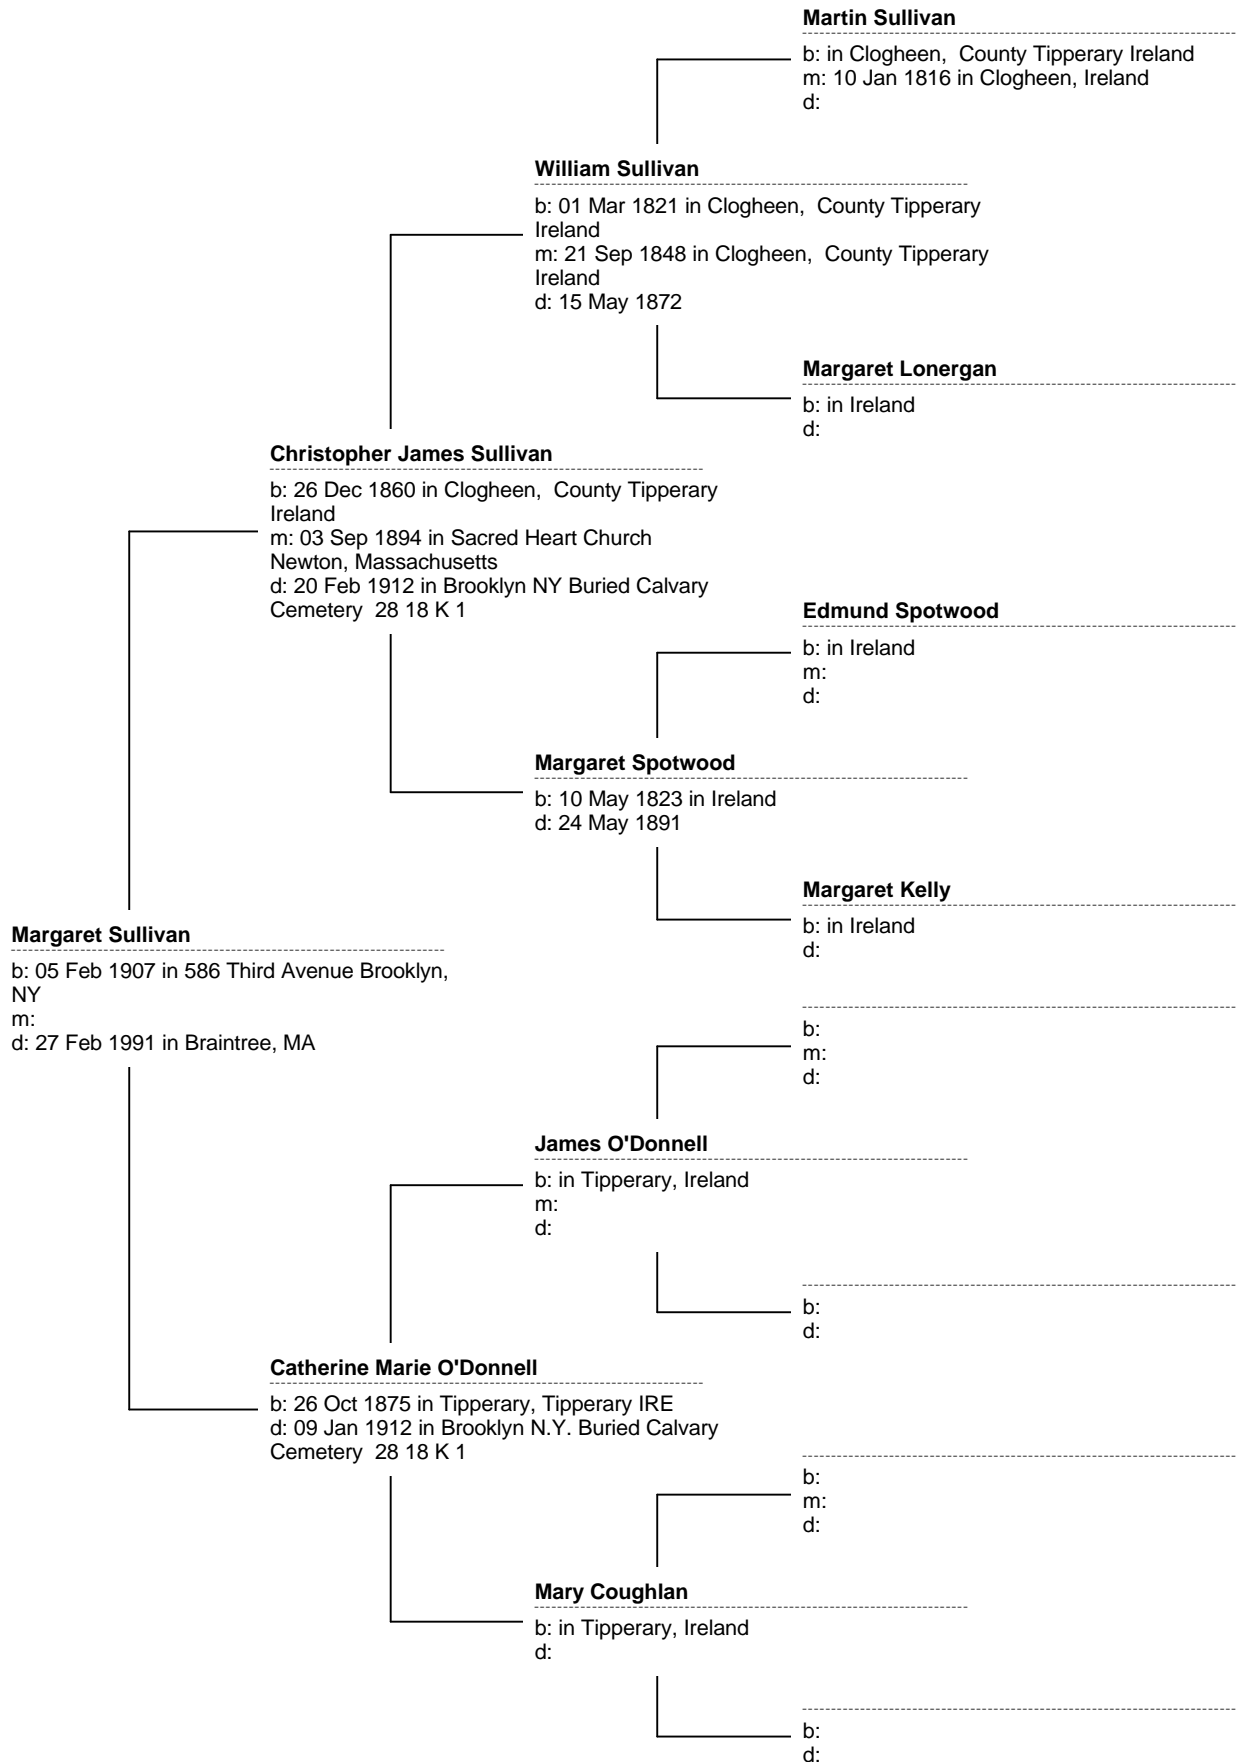 Martin Sullivan
b: in Clogheen,  County Tipperary Ireland
m: 10 Jan 1816 in Clogheen, Ireland
d:
William Sullivan
b: 01 Mar 1821 in Clogheen,  County Tipperary
Ireland
m: 21 Sep 1848 in Clogheen,  County Tipperary
Ireland
d: 15 May 1872
Margaret Lonergan
b: in Ireland
d:
Christopher James Sullivan
b: 26 Dec 1860 in Clogheen,  County Tipperary
Ireland
m: 03 Sep 1894 in Sacred Heart Church
Newton, Massachusetts
d: 20 Feb 1912 in Brooklyn NY Buried Calvary
Cemetery  28 18 K 1
Edmund Spotwood
b: in Ireland
m:
d:
Margaret Spotwood
b: 10 May 1823 in Ireland
d: 24 May 1891
Margaret Kelly
b: in Ireland
d:
Margaret Sullivan
b: 05 Feb 1907 in 586 Third Avenue Brooklyn,
NY
m:
d: 27 Feb 1991 in Braintree, MA
b:
m:
d:
James O'Donnell
b: in Tipperary, Ireland
m:
d:
b:
d:
Catherine Marie O'Donnell
b: 26 Oct 1875 in Tipperary, Tipperary IRE
d: 09 Jan 1912 in Brooklyn N.Y. Buried Calvary
Cemetery  28 18 K 1
b:
m:
d:
Mary Coughlan
b: in Tipperary, Ireland
d:
b:
d: